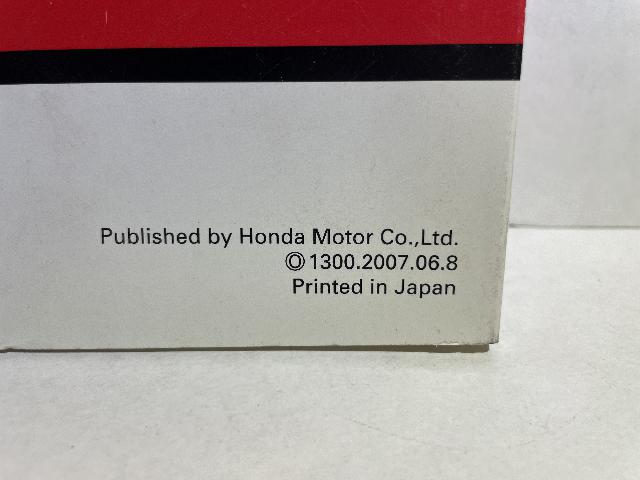 Published by Honda Motor Co.,Ltd.
Ⓒ1300.2007.06.8
Printed in Japan